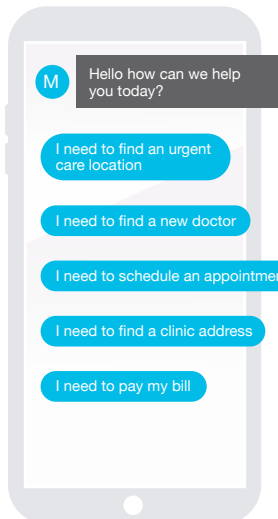 M
Hello how can we help
you today?
I need to find an urgent
care location
I need to find a new doctor
I need to schedule an
I need to find a clinic address
I need to pay my bill